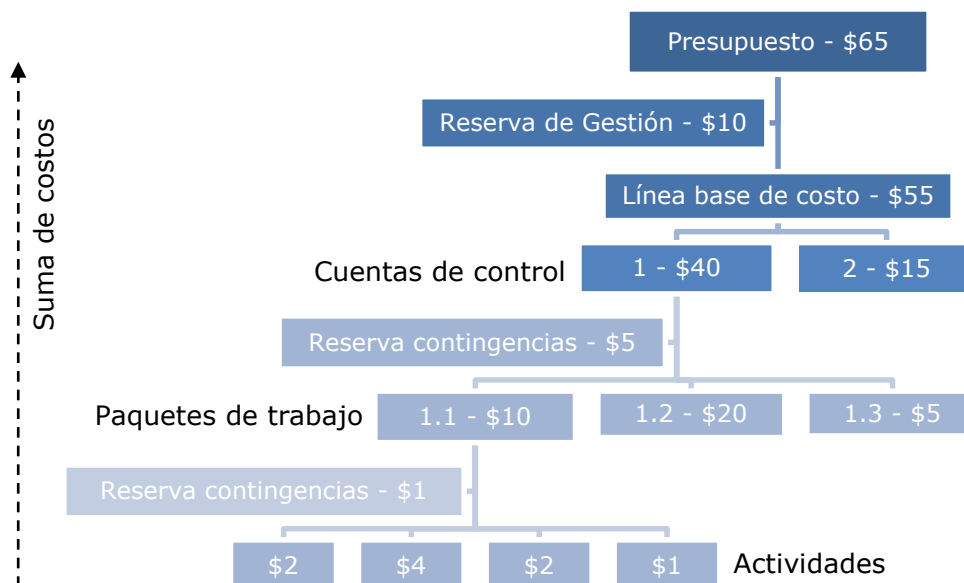 Presupuesto - $65
Reserva de Gestión - $10
Línea base de costo - $55
Suma de costos
Cuentas de control
1 - $40
2 - $15
Reserva contingencias - $5
Paquetes de trabajo
1.1 - $10
1.2 - $20
1.3 - $5
Reserva contingencias - $1
$2
$4
$2
$1
Actividades